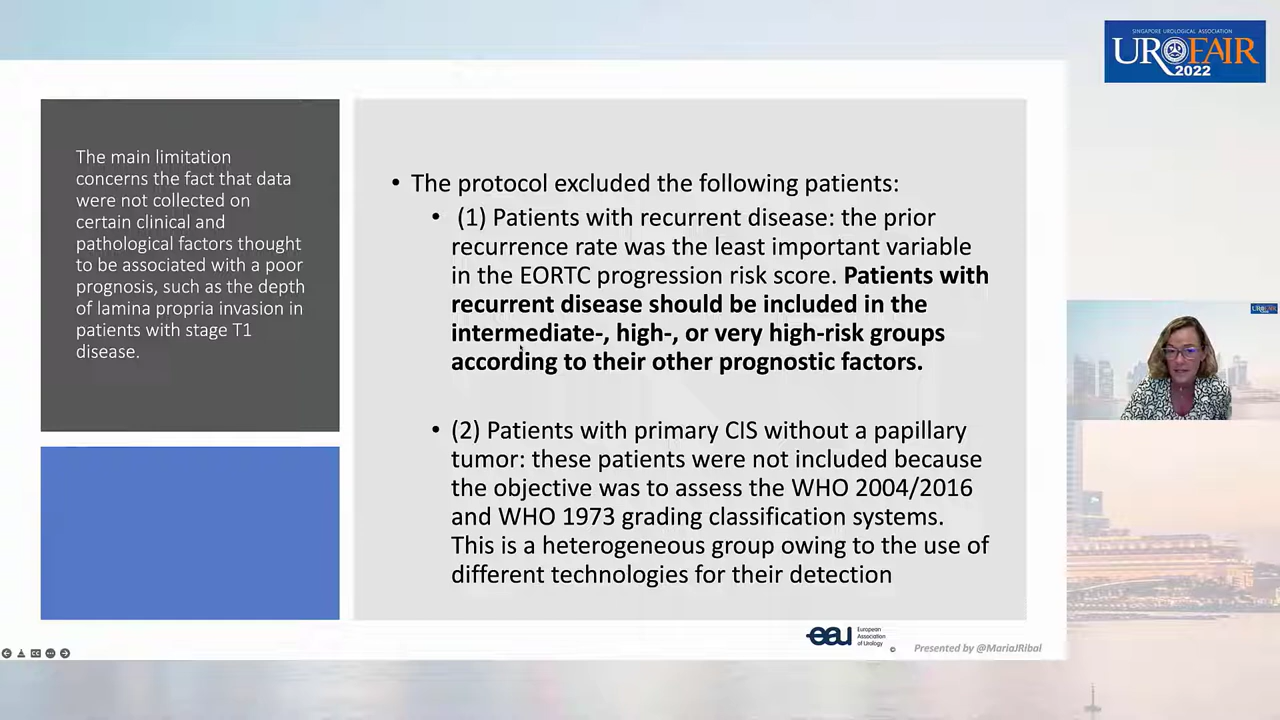 SINGAPORE UROLOGICAL ASSOCIATION
UROFAIR
2022
The main limitation
concerns the fact that data
were not collected on
certain clinical and
pathological factors thought
to be associated with a poor
prognosis, such as the depth
of lamina propria invasion in
patients with stage T1
disease.
• The protocol excluded the following patients:
• (1) Patients with recurrent disease: the prior
recurrence rate was the least important variable
in the EORTC progression risk score. Patients with
recurrent disease should be included in the
intermediate-, high-, or very high-risk groups
according to their other prognostic factors.
• (2) Patients with primary CIS without a papillary
tumor: these patients were not included because
the objective was to assess the WHO 2004/2016
and WHO 1973 grading classification systems.
This is a heterogeneous group owing to the use of
different technologies for their detection
eau
European
Association
of Urology
©
Presented by @MariaJRibal